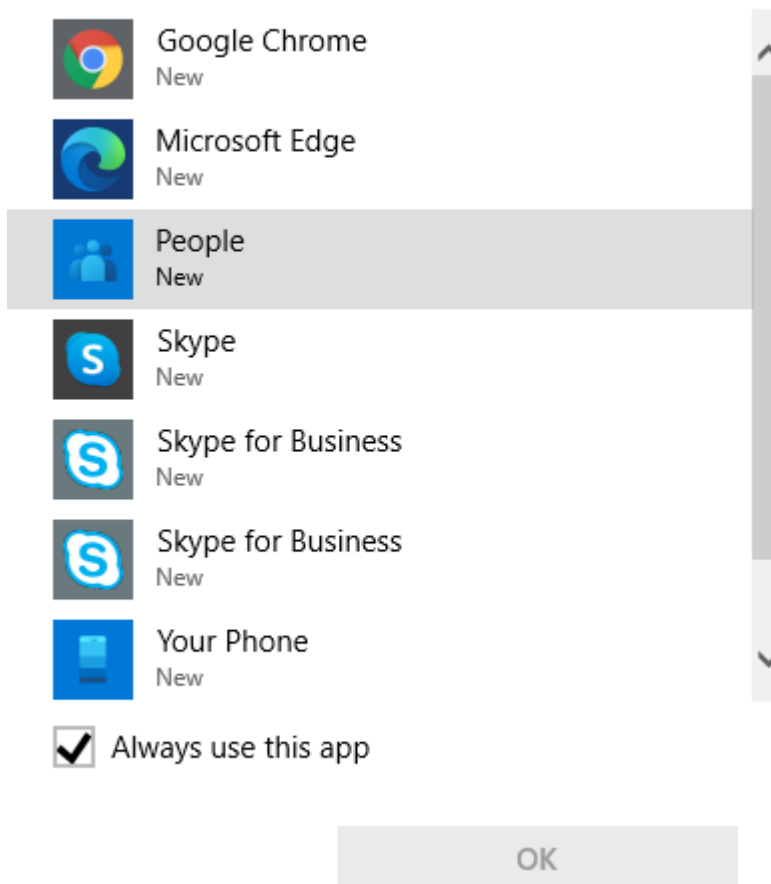 Google Chrome
New
Microsoft Edge
New
People
New
Skype
New
Skype for Business
New
Skype for Business
New
Your Phone
New
Always use this app
OK